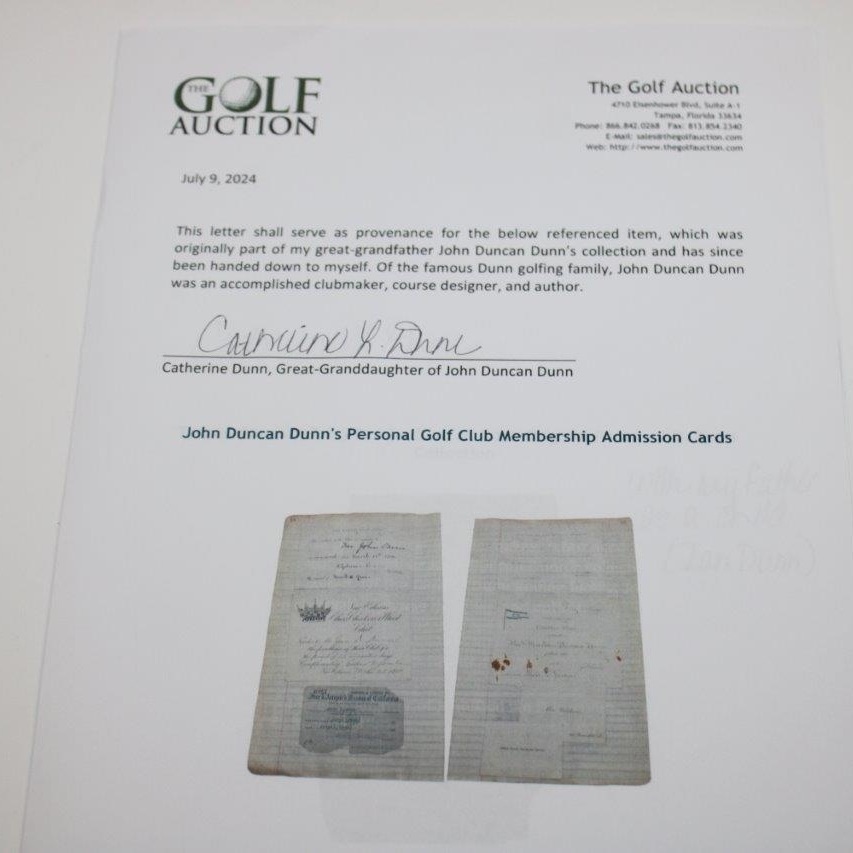 THE
GOLF
AUCTION
The Golf Auction
4710 Eisenhower Blvd, Suite A-1
Tampa, Florida 33634
Phone: 866.842.0268 Fax: 813.854.2340
E-Mail: sales@thegolfauction.com
Web: http://www.thegolfauction.com
July 9, 2024
This letter shall serve as provenance for the below referenced item, which was
originally part of my great-grandfather John Duncan Dunn's collection and has since
been handed down to myself. Of the famous Dunn golfing family, John Duncan Dunn
was an accomplished clubmaker, course designer, and author.
Catherine L. Dunn
Catherine Dunn, Great-Granddaughter of John Duncan Dunn
John Duncan Dunn's Personal Golf Club Membership Admission Cards